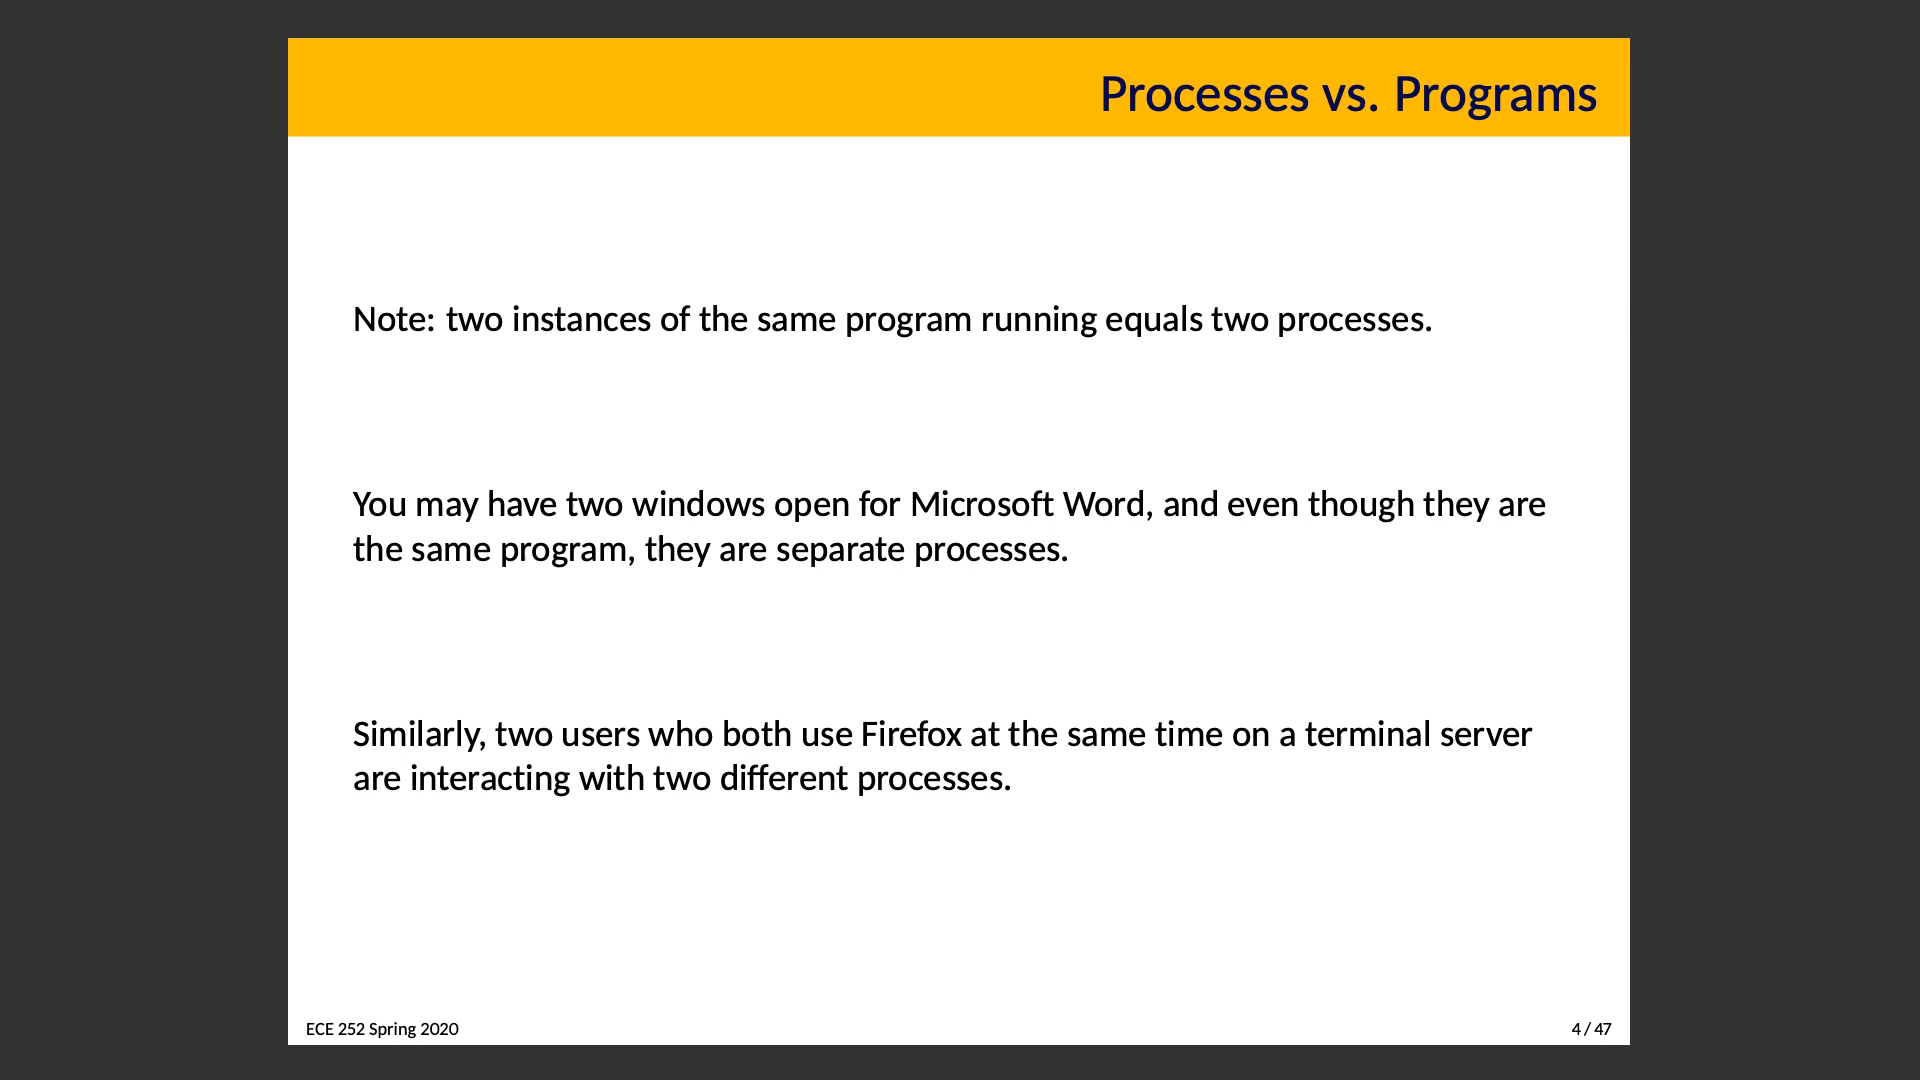 Processes vs. Programs
Note: two instances of the same program running equals two processes.
You may have two windows open for Microsoft Word, and even though they are
the same program, they are separate processes.
Similarly, two users who both use Firefox at the same time on a terminal server
are interacting with two different processes.
ECE 252 Spring 2020
4 / 47